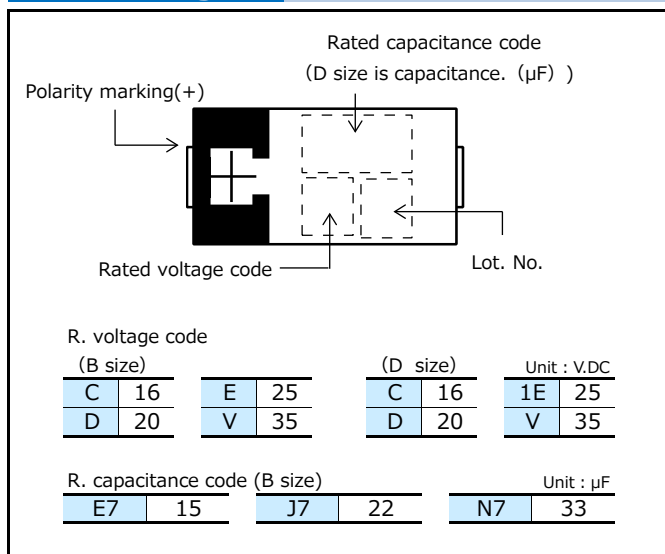 Rated capacitance code
（D size is capacitance.（μF））
Polarity marking(+)
Rated voltage code
Lot. No.
R. voltage code
(B size)
(D size)
Unit : V.DC
C 16 E 25 C 16 1E 25
D 20 V 35 D 20 V 35
R. capacitance code (B size)
Unit : μF
E7 15 J7 22 N7 33